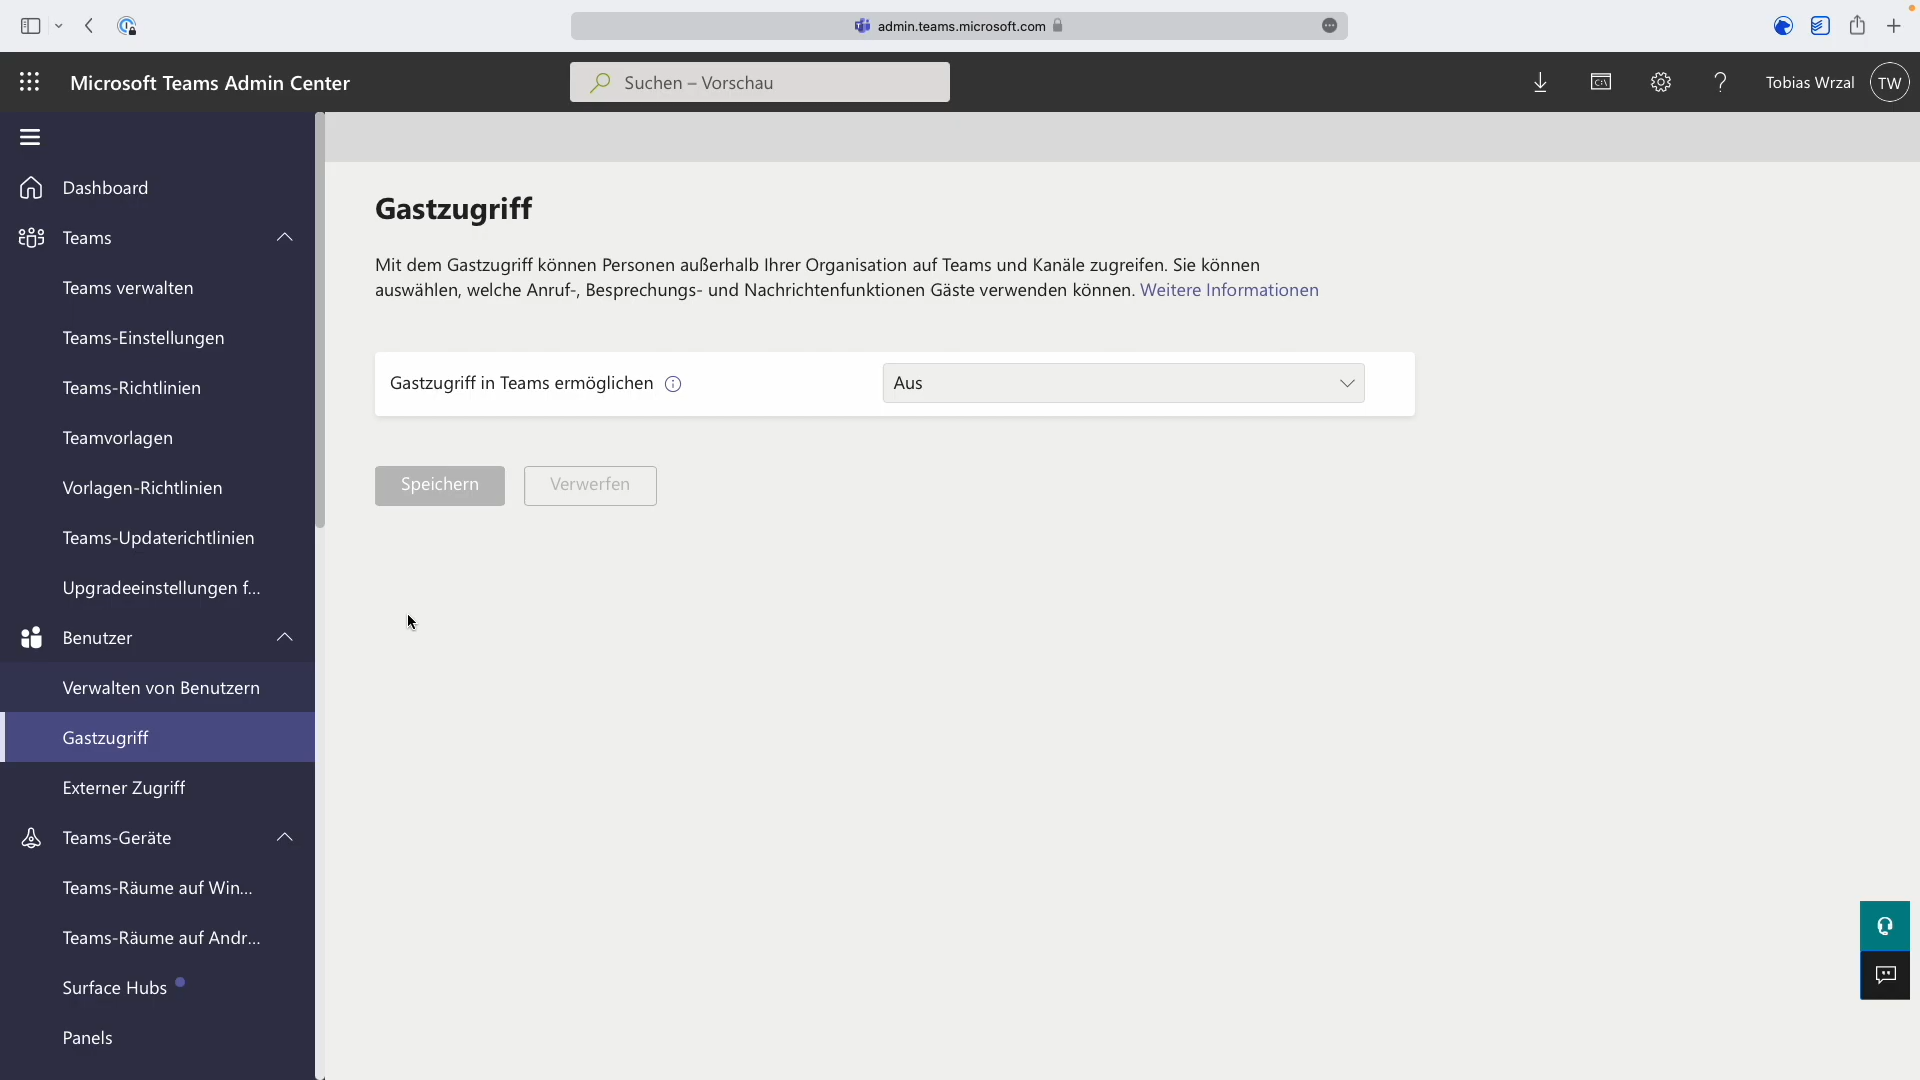 admin.teams.microsoft.com
Microsoft Teams Admin Center
Suchen – Vorschau
Tobias Wrzal
TW
Dashboard
Teams
Teams verwalten
Teams-Einstellungen
Teams-Richtlinien
Teamvorlagen
Vorlagen-Richtlinien
Teams-Updaterichtlinien
Upgradeeinstellungen f...
Benutzer
Verwalten von Benutzern
Gastzugriff
Externer Zugriff
Teams-Geräte
Teams-Räume auf Win...
Teams-Räume auf Andr...
Surface Hubs
Panels
Gastzugriff
Mit dem Gastzugriff können Personen außerhalb Ihrer Organisation auf Teams und Kanäle zugreifen. Sie können
auswählen, welche Anruf-, Besprechungs- und Nachrichtenfunktionen Gäste verwenden können. Weitere Informationen
Gastzugriff in Teams ermöglichen
Aus
Speichern
Verwerfen